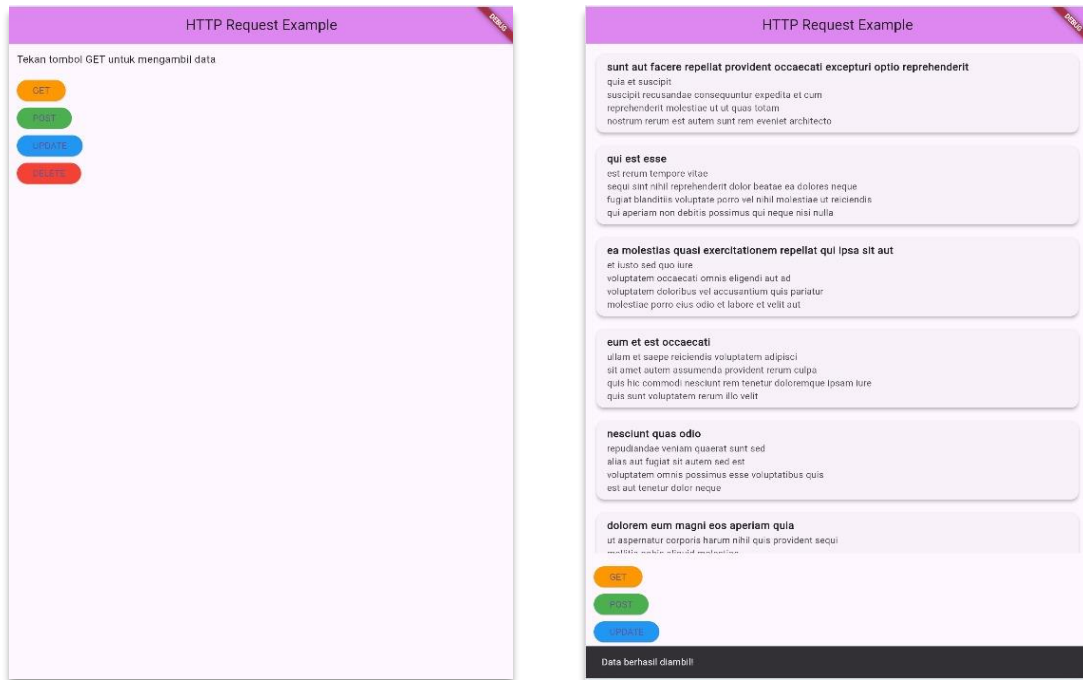 HTTP Request Example
DEBUG
Tekan tombol GET untuk mengambil data
GET
POST
UPDATE
DELETE
HTTP Request Example
DEBUG
sunt aut facere repellat provident occaecati excepturi optio reprehenderit
quia et suscipit
suscipit recusandae consequuntur expedita et cum
reprehenderit molestiae ut ut quas totam
nostrum rerum est autem sunt rem eveniet architecto
qui est esse
est rerum tempore vitae
sequi sint nihil reprehenderit dolor beatae ea dolores neque
fugiat blanditiis voluptate porro vel nihil molestiae ut reiciendis
qui aperiam non debitis possimus qui neque nisi nulla
ea molestias quasi exercitationem repellat qui ipsa sit aut
et iusto sed quo iure
voluptatem occaecati omnis eligendi aut ad
voluptatem doloribus vel accusantium quis pariatur
molestiae porro eius odio et labore et velit aut
eum et est occaecati
ullam et saepe reiciendis voluptatem adipisci
sit amet autem assumenda provident rerum culpa
quis hic commodi nesciunt rem tenetur doloremque ipsam iure
quis sunt voluptatem rerum illo velit
nesciunt quas odio
repudiandae veniam quaerat sunt sed
alias aut fugiat sit autem sed est
voluptatem omnis possimus esse voluptatibus quis
est aut tenetur dolor neque
dolorem eum magni eos aperiam quia
ut aspernatur corporis harum nihil quis provident sequi
GET
POST
UPDATE
Data berhasil diambil!